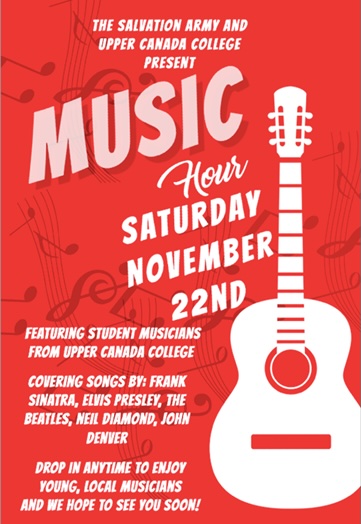 THE SALVATION ARMY AND
UPPER CANADA COLLEGE
PRESENT
MUSIC
Hour
SATURDAY
NOVEMBER
22ND
FEATURING STUDENT MUSICIANS
FROM UPPER CANADA COLLEGE
COVERING SONGS BY: FRANK
SINATRA, ELVIS PRESLEY, THE
BEATLES, NEIL DIAMOND, JOHN
DENVER
DROP IN ANYTIME TO ENJOY
YOUNG, LOCAL MUSICIANS
AND WE HOPE TO SEE YOU SOON!